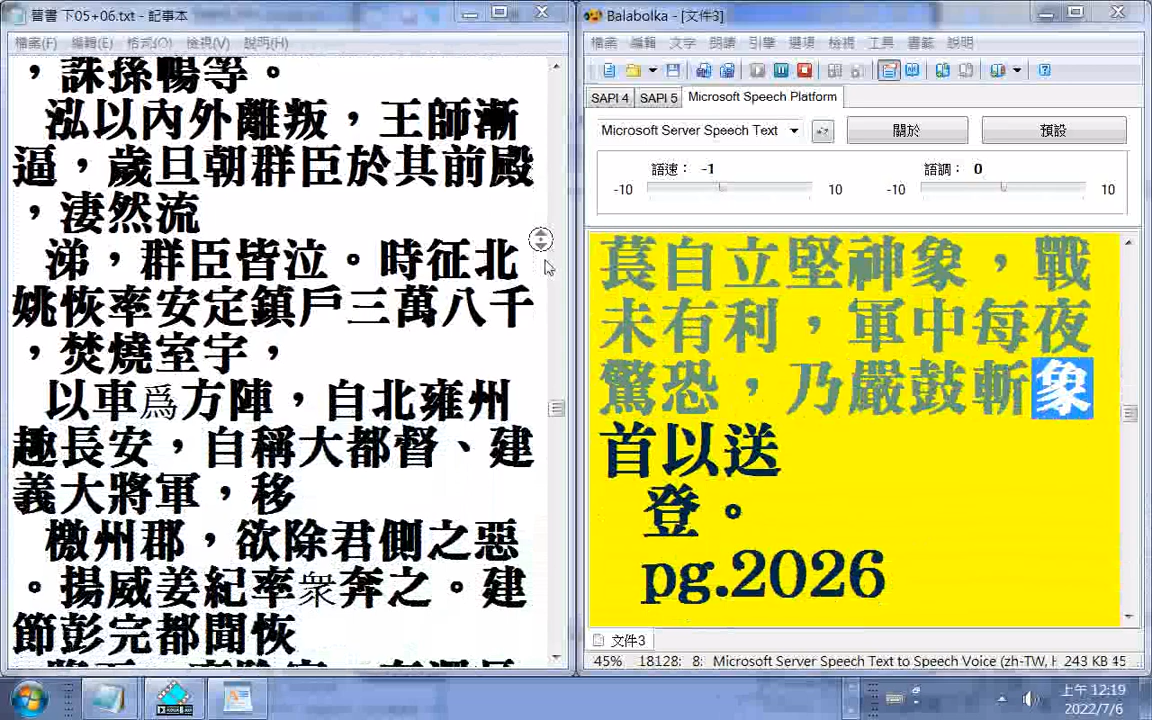 晉書 下05+06.txt - 記事本
檔案(F) 編輯(E) 格式(O) 檢視(V) 說明(H)
，誅孫暢等。
泓以內外離叛，王師漸
逼，歲旦朝群臣於其前殿
，淒然流
涕，群臣皆泣。時征北
姚恢率安定鎮戶三萬八千
，焚燒室宇，
以車爲方陣，自北雍州
趣長安，自稱大都督、建
義大將軍，移
檄州郡，欲除君側之惡
。揚威姜紀率衆奔之。建
節彭完都聞恢
Balabolka - [文件3]
檔案 編輯 文字 朗讀 引擎 選項 檢視 工具 書籤 說明
SAPI 4 SAPI 5 Microsoft Speech Platform
Microsoft Server Speech Text 關於 預設
語速： -1 語調： 0
-10 10 -10 10
萇自立堅神象，戰
未有利，軍中每夜
驚恐，乃嚴鼓斬象
首以送
登。
pg.2026
文件3
45% 18128: 8: Microsoft Server Speech Text to Speech Voice (zh-TW, H 243 KB 45
上午 12:19
2022/7/6